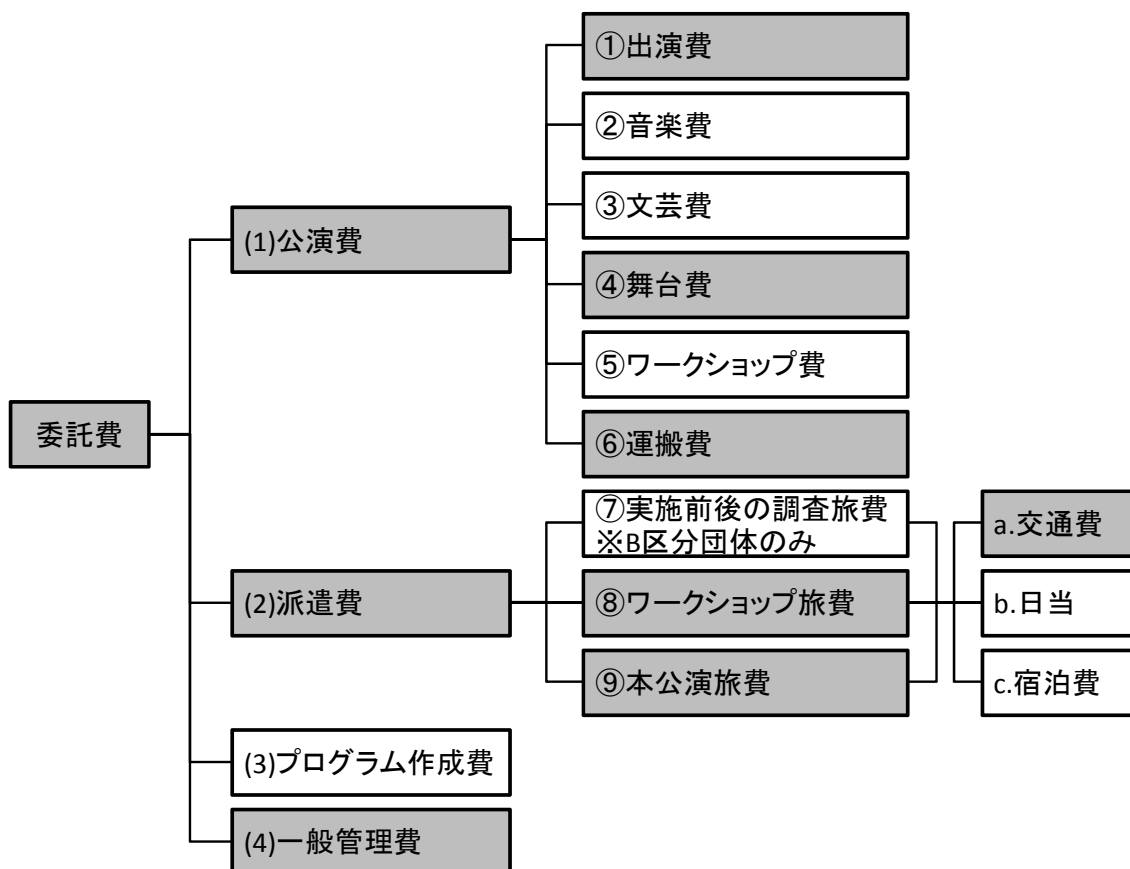 委託費
(1)公演費
①出演費
②音楽費
③文芸費
④舞台費
⑤ワークショップ費
⑥運搬費
(2)派遣費
⑦実施前後の調査旅費
※B区分団体のみ
⑧ワークショップ旅費
⑨本公演旅費
a.交通費
b.日当
c.宿泊費
(3)プログラム作成費
(4)一般管理費